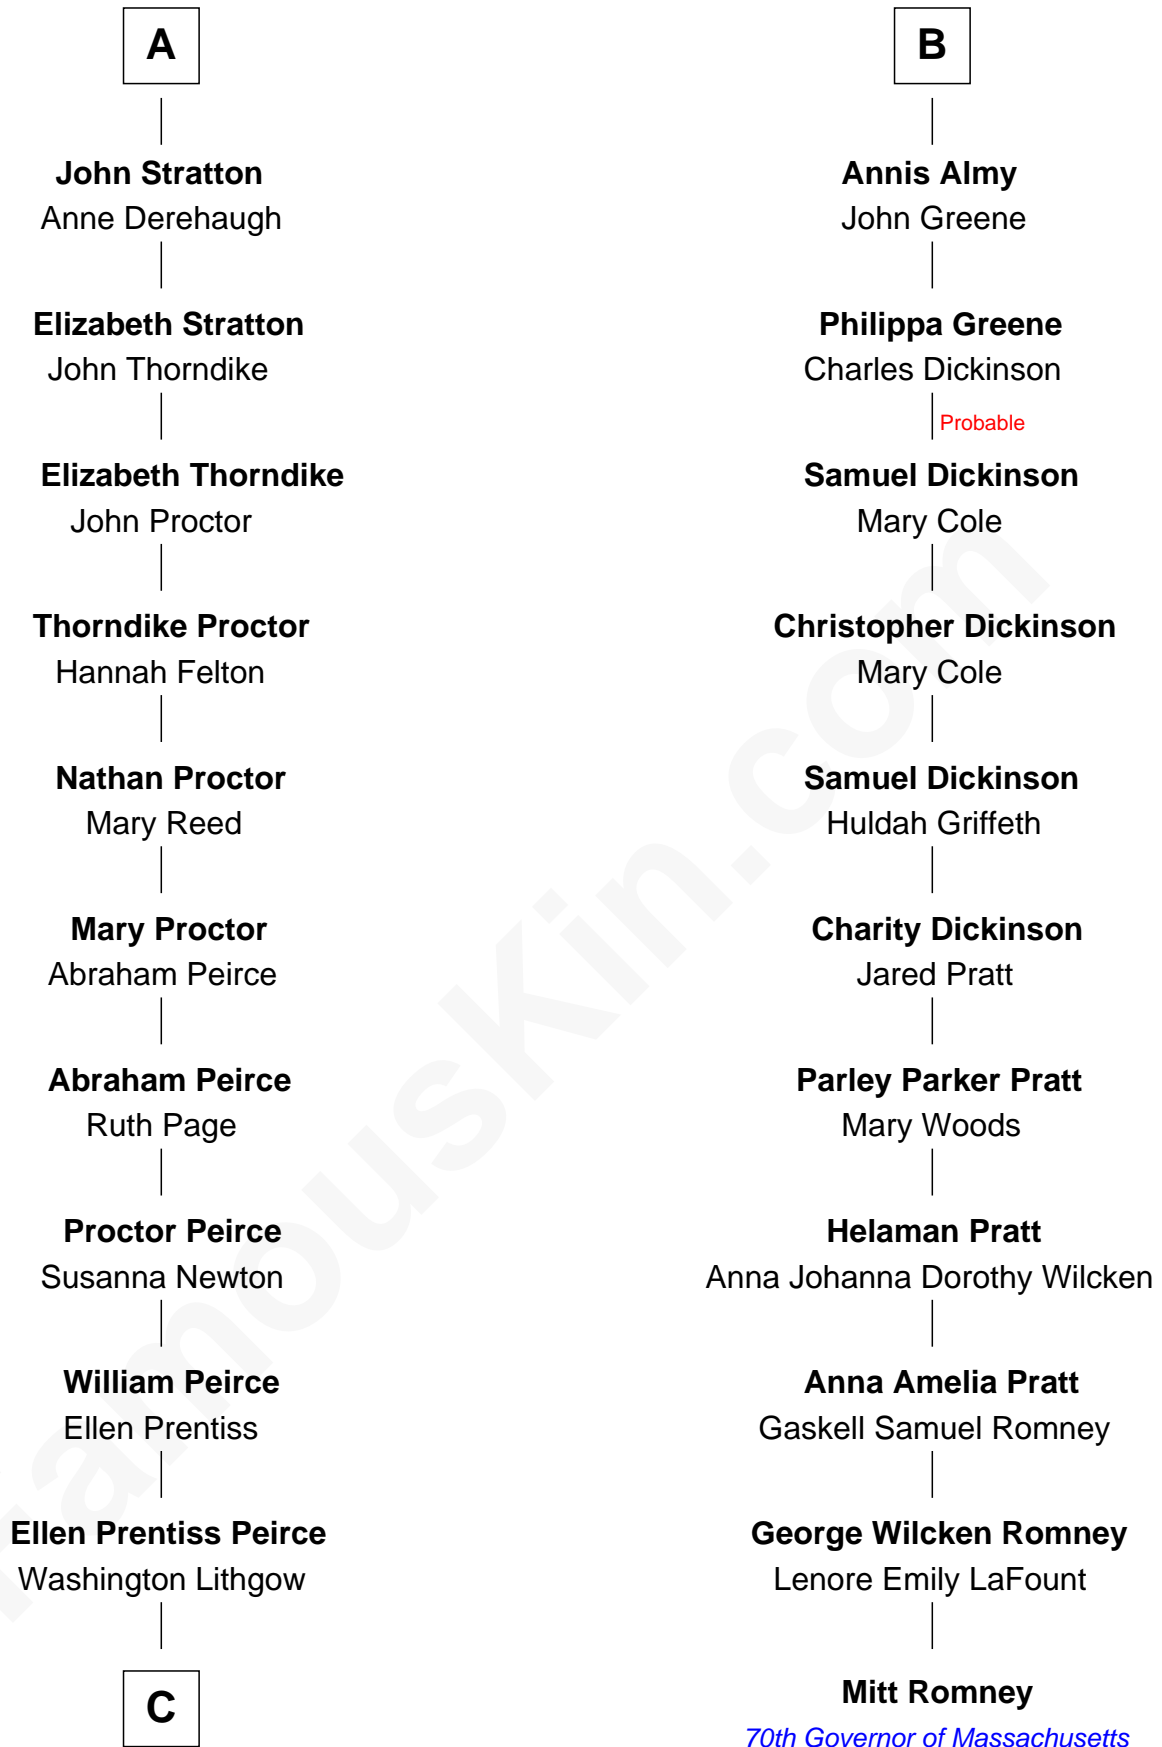 A
John Stratton
Anne Derehaugh
Elizabeth Stratton
John Thorndike
Elizabeth Thorndike
John Proctor
Thorndike Proctor
Hannah Felton
Nathan Proctor
Mary Reed
Mary Proctor
Abraham Peirce
Abraham Peirce
Ruth Page
Proctor Peirce
Susanna Newton
William Peirce
Ellen Prentiss
Ellen Prentiss Peirce
Washington Lithgow
C
B
Annis Almy
John Greene
Philippa Greene
Charles Dickinson
Probable
Samuel Dickinson
Mary Cole
Christopher Dickinson
Mary Cole
Samuel Dickinson
Huldah Griffeth
Charity Dickinson
Jared Pratt
Parley Parker Pratt
Mary Woods
Helaman Pratt
Anna Johanna Dorothy Wilcken
Anna Amelia Pratt
Gaskell Samuel Romney
George Wilcken Romney
Lenore Emily LaFount
Mitt Romney
70th Governor of Massachusetts
FamousKin.com